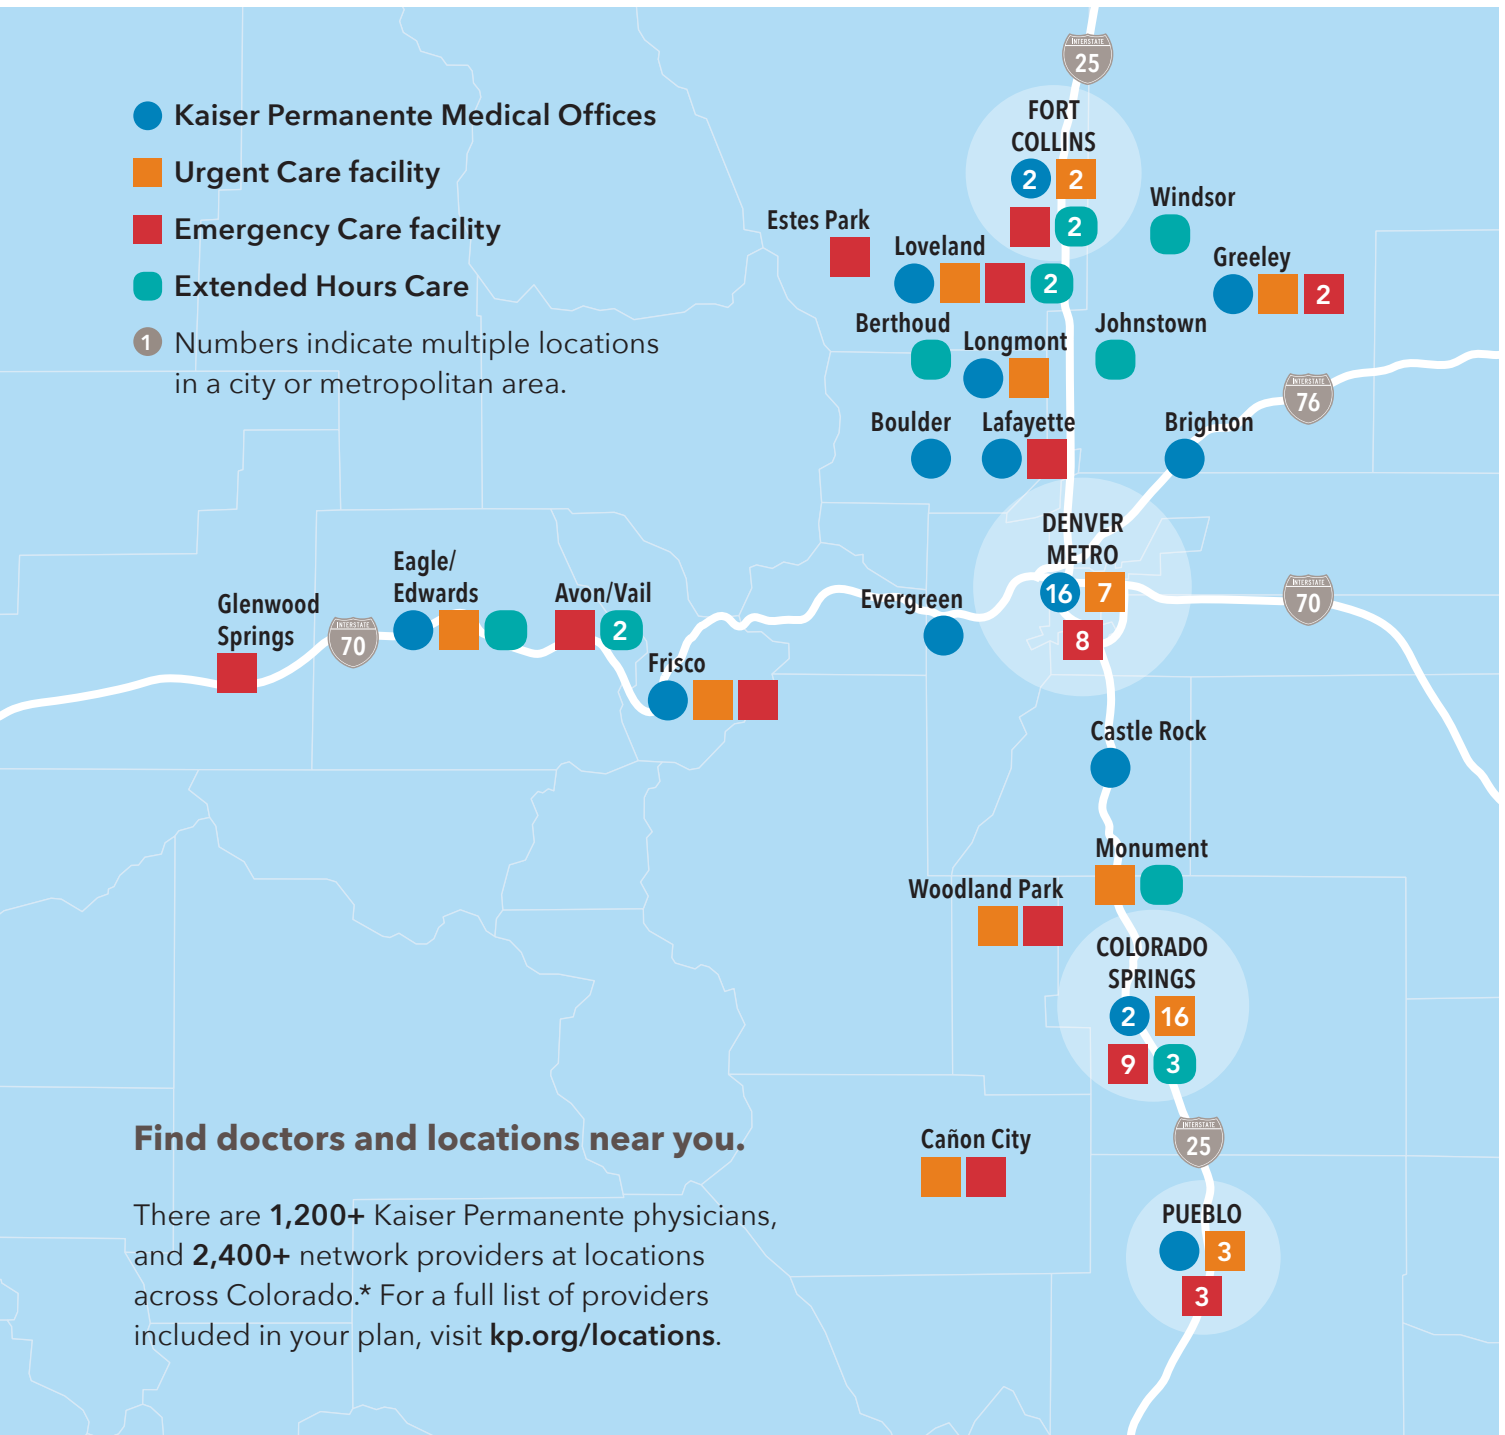 INTERSTATE
25
Kaiser Permanente Medical Offices
Urgent Care facility
Emergency Care facility
Extended Hours Care
1 Numbers indicate multiple locations
in a city or metropolitan area.
FORT
COLLINS
2 2
2
Windsor
Estes Park
Loveland
2
Greeley
2
Berthoud
Longmont
Johnstown
INTERSTATE
76
Boulder
Lafayette
Brighton
DENVER
METRO
16 7
8
Eagle/
Edwards
Avon/Vail
2
Glenwood
Springs
INTERSTATE
70
Evergreen
INTERSTATE
70
Frisco
Castle Rock
Monument
Woodland Park
COLORADO
SPRINGS
2 16
9 3
Find doctors and locations near you.
Cañon City
INTERSTATE
25
There are 1,200+ Kaiser Permanente physicians,
and 2,400+ network providers at locations
across Colorado.* For a full list of providers
included in your plan, visit kp.org/locations.
PUEBLO
3
3